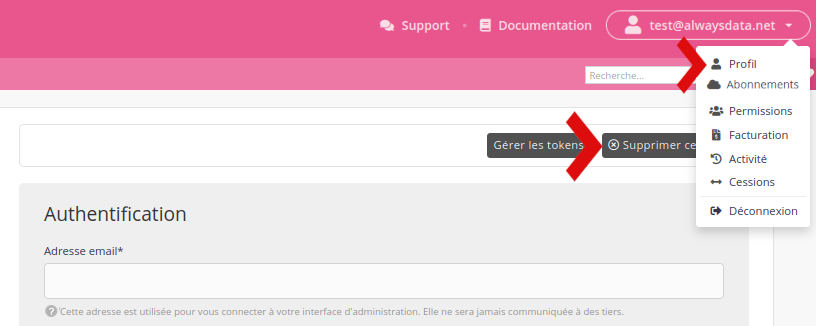 Support
Documentation
test@alwaysdata.net
Profil
Recherche...
Abonnements
Permissions
Gérer les tokens
Supprimer ce
Facturation
Activité
Cessions
Déconnexion
Authentification
Adresse email*
Cette adresse est utilisée pour vous connecter à votre interface d'administration. Elle ne sera jamais communiquée à des tiers.